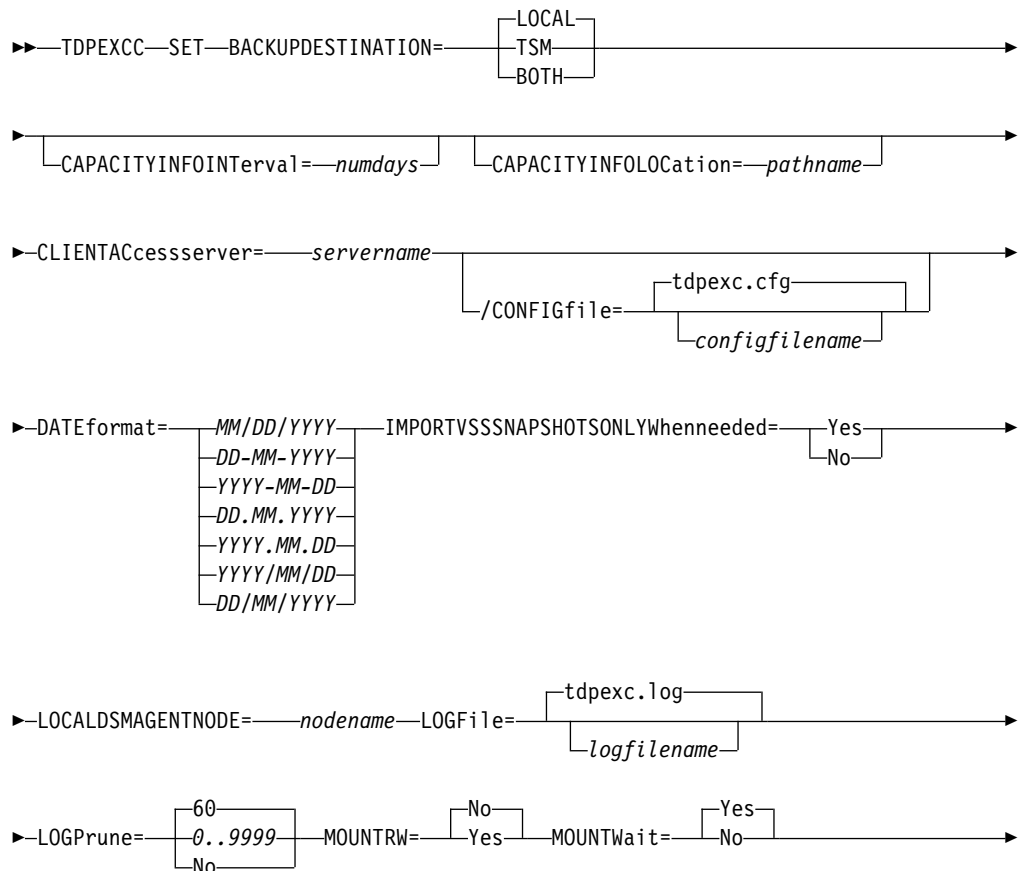 LOCAL
TDPEXCC SET BACKUPDESTINATION= TSM
BOTH
CAPACITYINFOINTerval= numdays CAPACITYINFOLOCation= pathname
CLIENTACcessserver= servername
tdpexc.cfg
/CONFIGfile=
configfilename
DATEformat= MM/DD/YYYY IMPORTVSSSNAPSHOTSONLYWhenneeded= Yes
DD-MM-YYYY No
YYYY-MM-DD
DD.MM.YYYY
YYYY.MM.DD
YYYY/MM/DD
DD/MM/YYYY
tdpexc.log
LOCALDSMAGENTNODE= nodename LOGFile=
logfilename
60 No Yes
LOGPrune= 0..9999 MOUNTRW= Yes MOUNTWait= No
No